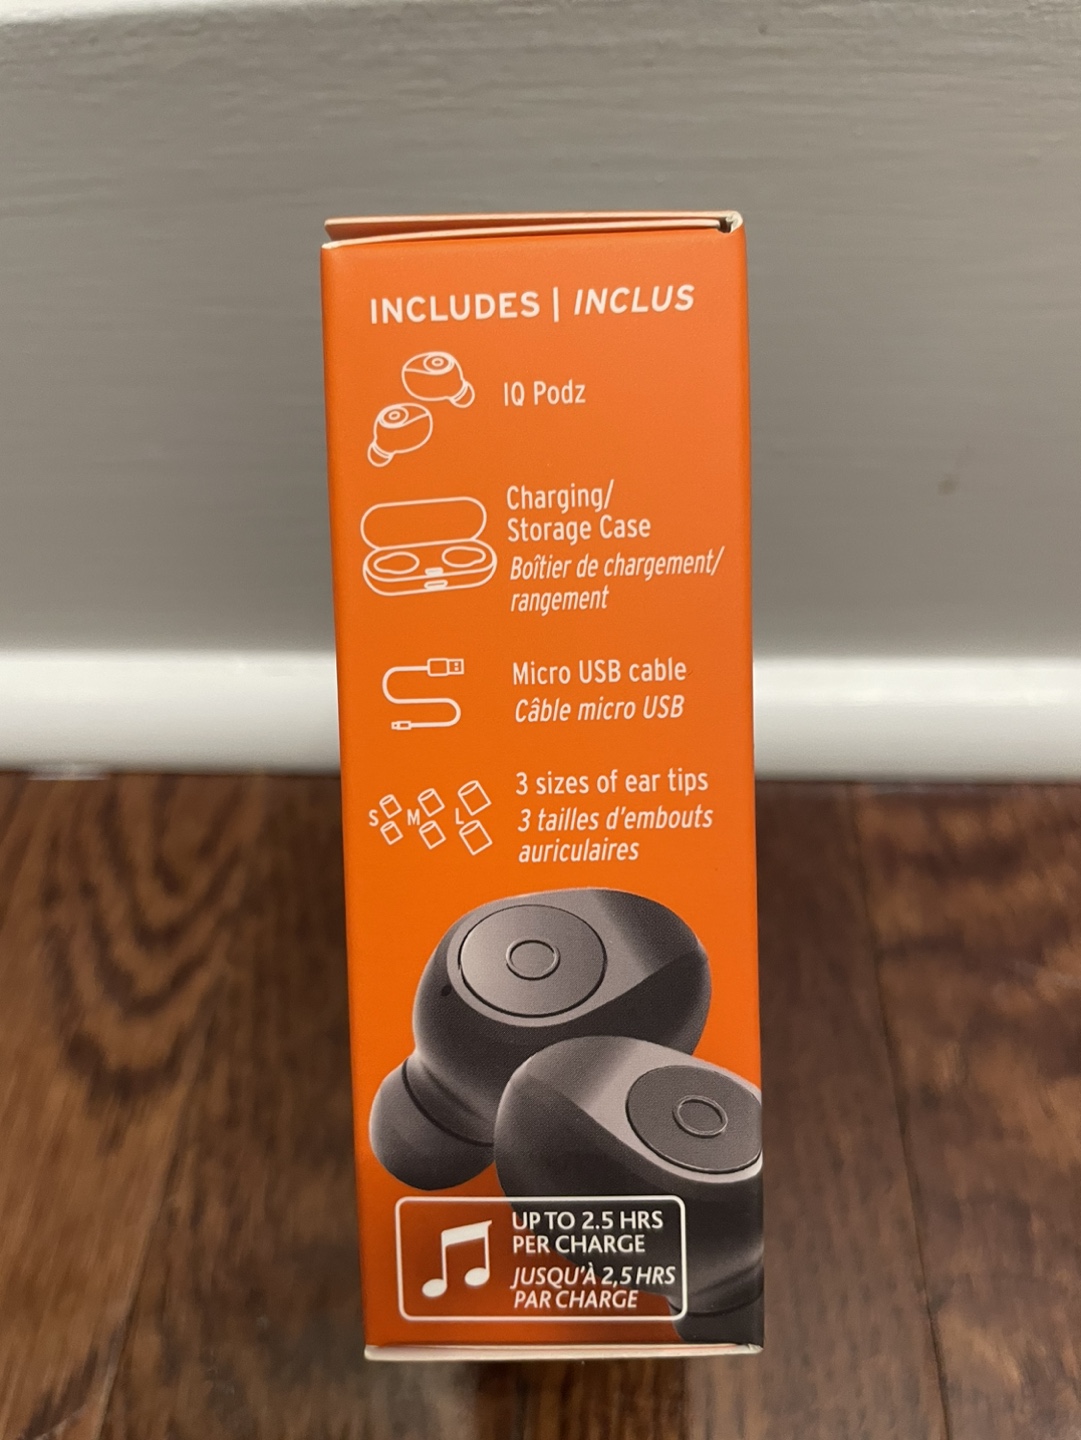 INCLUDES | INCLUS
IQ Podz
Charging/
Storage Case
Boîtier de chargement/
rangement
Micro USB cable
Câble micro USB
3 sizes of ear tips
S M L
3 tailles d'embouts
auriculaires
UP TO 2.5 HRS
PER CHARGE
JUSQU'À 2,5 HRS
PAR CHARGE